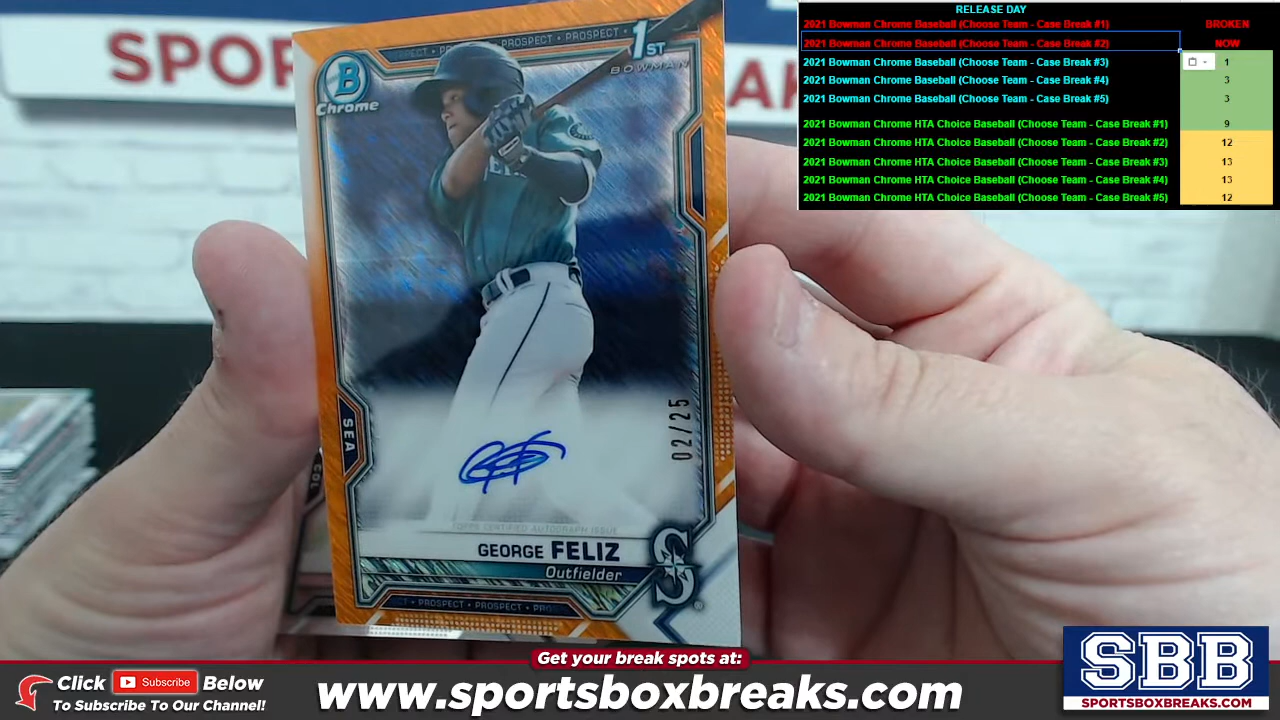 RELEASE DAY
2021 Bowman Chrome Baseball (Choose Team - Case Break #1) BROKEN
2021 Bowman Chrome Baseball (Choose Team - Case Break #2) NOW
2021 Bowman Chrome Baseball (Choose Team - Case Break #3) 1
2021 Bowman Chrome Baseball (Choose Team - Case Break #4) 3
2021 Bowman Chrome Baseball (Choose Team - Case Break #5) 3
2021 Bowman Chrome HTA Choice Baseball (Choose Team - Case Break #1) 9
2021 Bowman Chrome HTA Choice Baseball (Choose Team - Case Break #2) 12
2021 Bowman Chrome HTA Choice Baseball (Choose Team - Case Break #3) 13
2021 Bowman Chrome HTA Choice Baseball (Choose Team - Case Break #4) 13
2021 Bowman Chrome HTA Choice Baseball (Choose Team - Case Break #5) 12
SPO
PROSPECT • PROSPECT •
1ST
BOWMAN
B
Chrome
SEA
COL
02/25
TOPPS CERTIFIED AUTOGRAPH ISSUE
GEORGE FELIZ
Outfielder
S
®
• PROSPECT • PROSPECT •
Get your break spots at:
Click Subscribe Below
To Subscribe To Our Channel!
www.sportsboxbreaks.com
SBB
SPORTSBOXBREAKS.COM